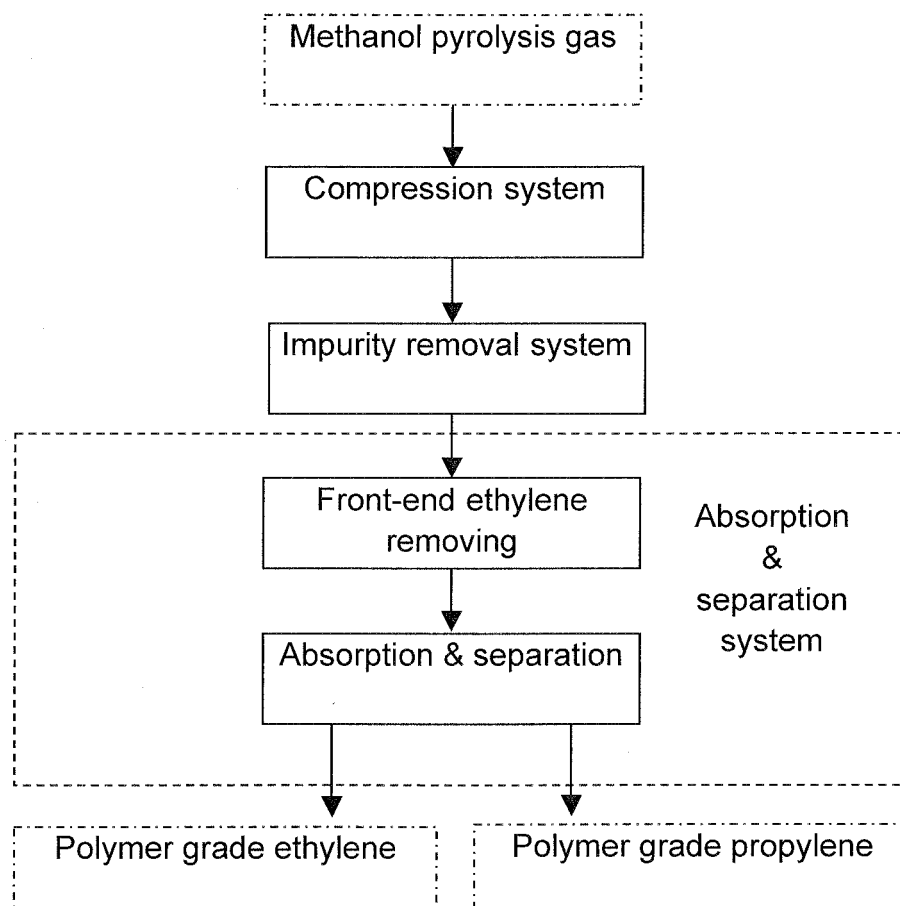 Methanol pyrolysis gas
Compression system
Impurity removal system
Front-end ethylene
removing
Absorption
&
separation
system
Absorption & separation
Polymer grade ethylene
Polymer grade propylene